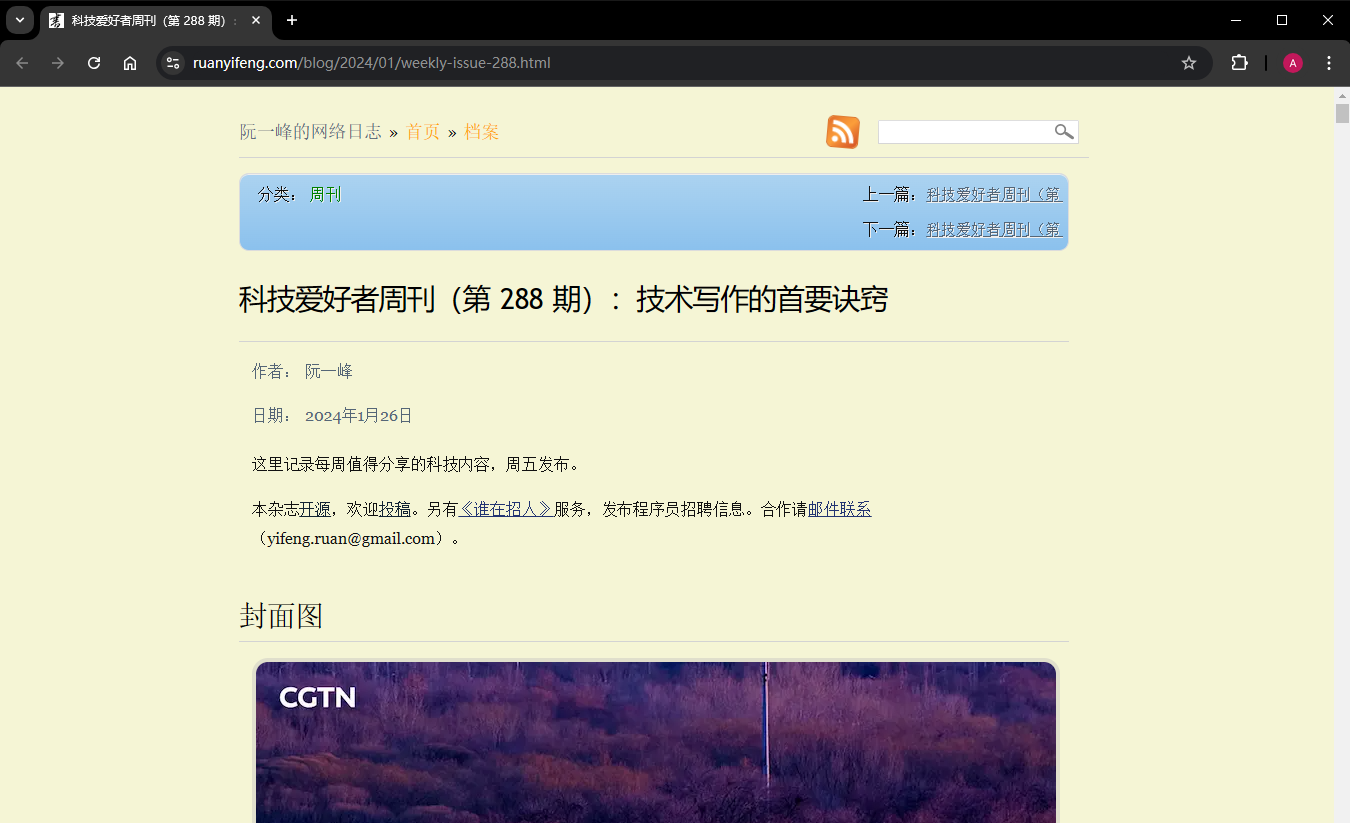 科技爱好者周刊（第 288 期）：
ruanyifeng.com/blog/2024/01/weekly-issue-288.html
A
阮一峰的网络日志 » 首页 » 档案
分类： 周刊
上一篇：科技爱好者周刊（第
下一篇：科技爱好者周刊（第
科技爱好者周刊（第 288 期）：技术写作的首要诀窍
作者： 阮一峰
日期： 2024年1月26日
这里记录每周值得分享的科技内容，周五发布。
本杂志开源，欢迎投稿。另有《谁在招人》服务，发布程序员招聘信息。合作请邮件联系
（yifeng.ruan@gmail.com）。
封面图
CGTN